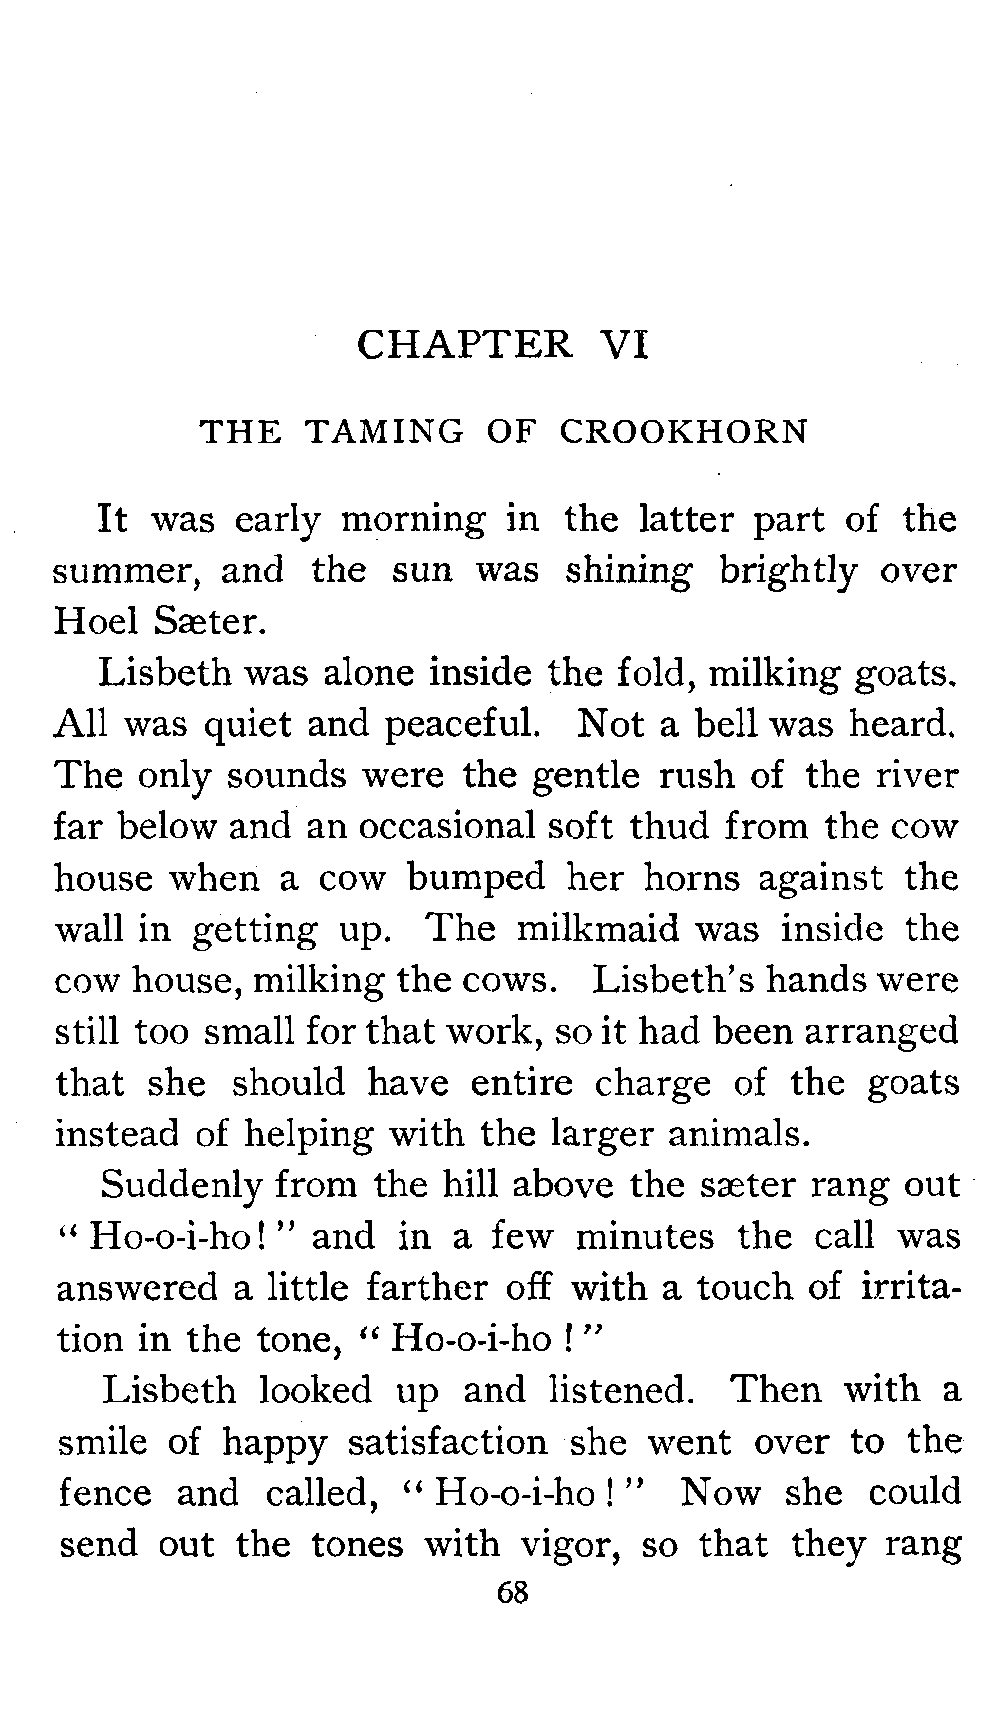 CHAPTER VI
THE TAMING OF CROOKHORN
It was early morning in the latter part of the
summer, and the sun was shining brightly over
Hoel Sæter.
Lisbeth was alone inside the fold, milking goats.
All was quiet and peaceful. Not a bell was heard.
The only sounds were the gentle rush of the river
far below and an occasional soft thud from the cow
house when a cow bumped her horns against the
wall in getting up. The milkmaid was inside the
cow house, milking the cows. Lisbeth's hands were
still too small for that work, so it had been arranged
that she should have entire charge of the goats
instead of helping with the larger animals.
Suddenly from the hill above the sæter rang out
“Ho-o-i-ho!” and in a few minutes the call was
answered a little farther off with a touch of irrita-
tion in the tone, “Ho-o-i-ho!”
Lisbeth looked up and listened. Then with a
smile of happy satisfaction she went over to the
fence and called, “Ho-o-i-ho!” Now she could
send out the tones with vigor, so that they rang
68